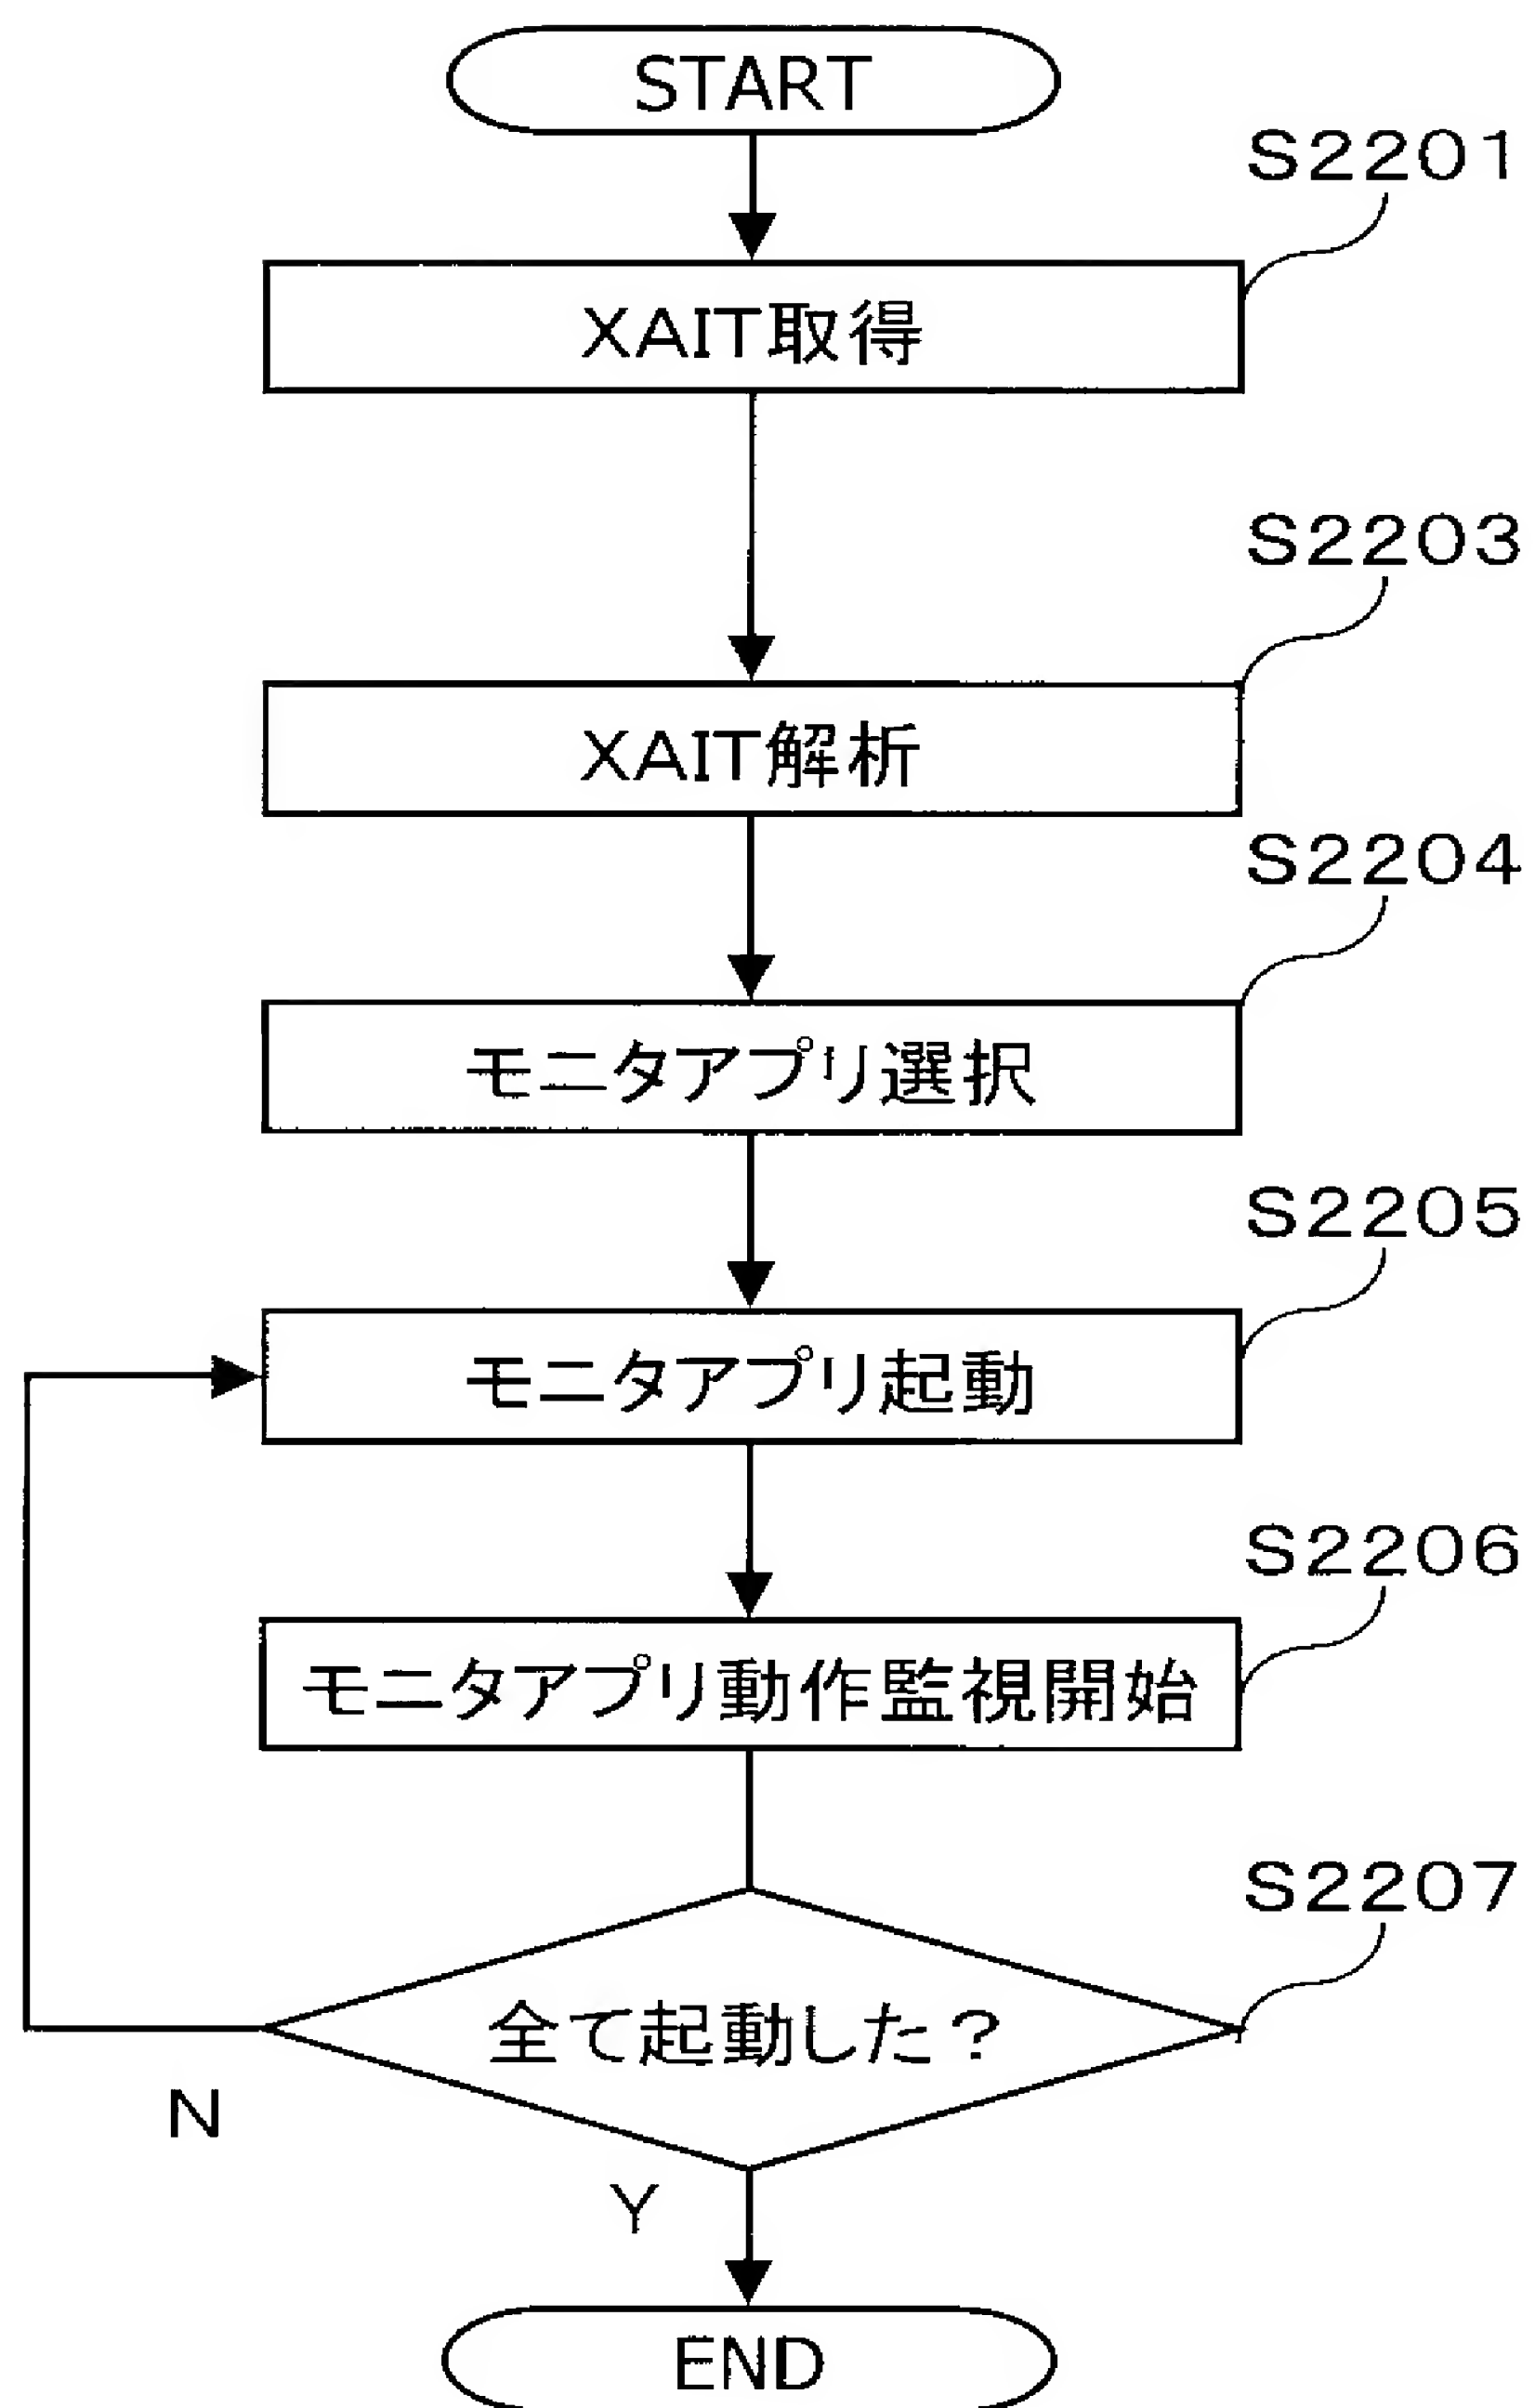 START
S2201
XAIT取得
S2203
XAIT解析
S2204
モニタアプリ選択
S2205
モニタアプリ起動
S2206
モニタアプリ動作監視開始
S2207
全て起動した?
N
Y
END